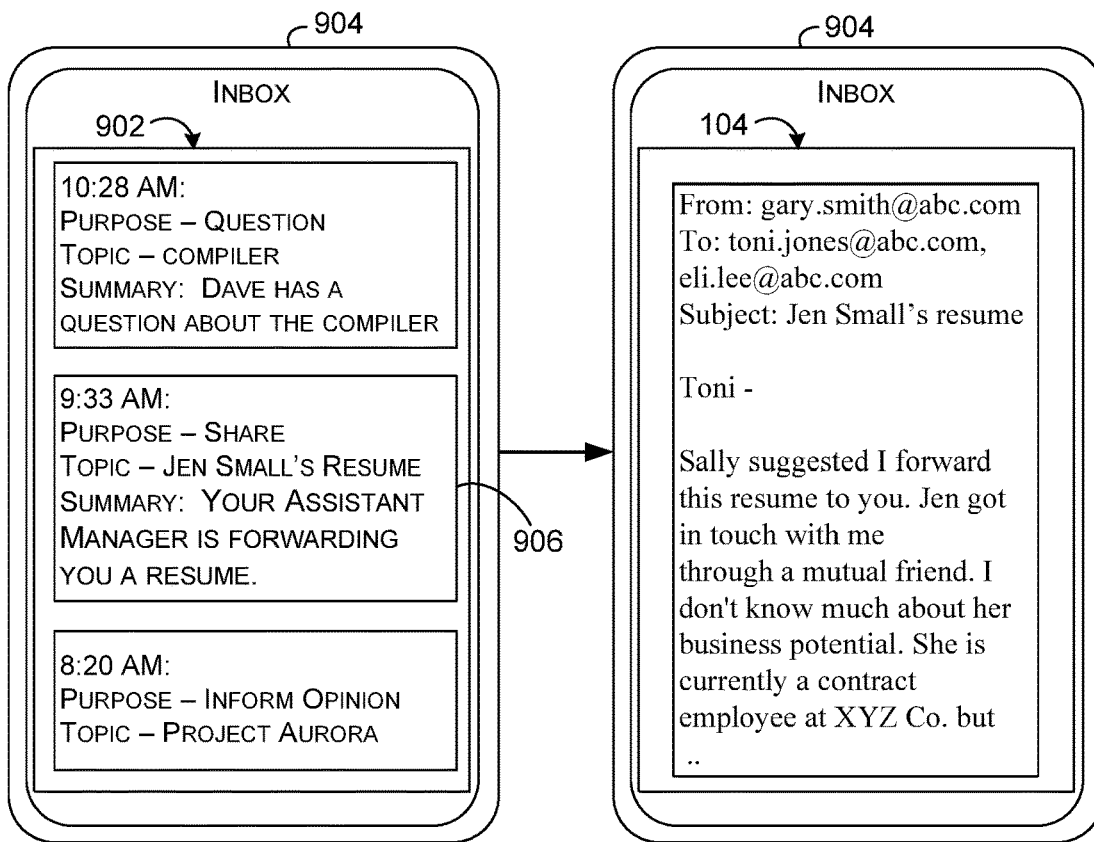 904
INBOX
902
10:28 AM:
PURPOSE – QUESTION
TOPIC – COMPILER
SUMMARY: DAVE HAS A
QUESTION ABOUT THE COMPILER
9:33 AM:
PURPOSE – SHARE
TOPIC – JEN SMALL'S RESUME
SUMMARY: YOUR ASSISTANT
MANAGER IS FORWARDING
YOU A RESUME.
906
8:20 AM:
PURPOSE – INFORM OPINION
TOPIC – PROJECT AURORA
904
INBOX
104
From: gary.smith@abc.com
To: toni.jones@abc.com,
eli.lee@abc.com
Subject: Jen Small’s resume
Toni -
Sally suggested I forward
this resume to you. Jen got
in touch with me
through a mutual friend. I
don't know much about her
business potential. She is
currently a contract
employee at XYZ Co. but
..